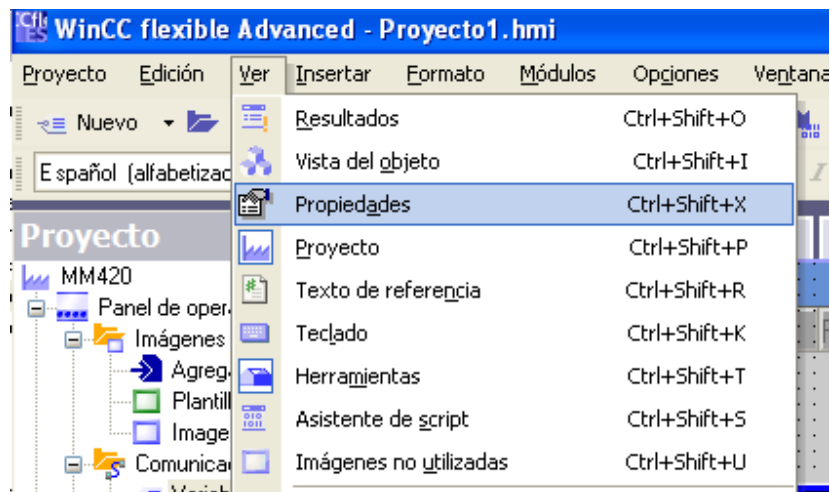 WinCC flexible Advanced - Proyecto1.hmi
Proyecto Edición Ver Insertar Formato Módulos Opciones Ventana
Nuevo
Español (alfabetizac
Resultados Ctrl+Shift+O
Vista del objeto Ctrl+Shift+I
Propiedades Ctrl+Shift+X
Proyecto Ctrl+Shift+P
Texto de referencia Ctrl+Shift+R
Teclado Ctrl+Shift+K
Herramientas Ctrl+Shift+T
Asistente de script Ctrl+Shift+S
Imágenes no utilizadas Ctrl+Shift+U
Proyecto
MM420
Panel de oper
Imágenes
Agreg
Plantil
Image
Comunica